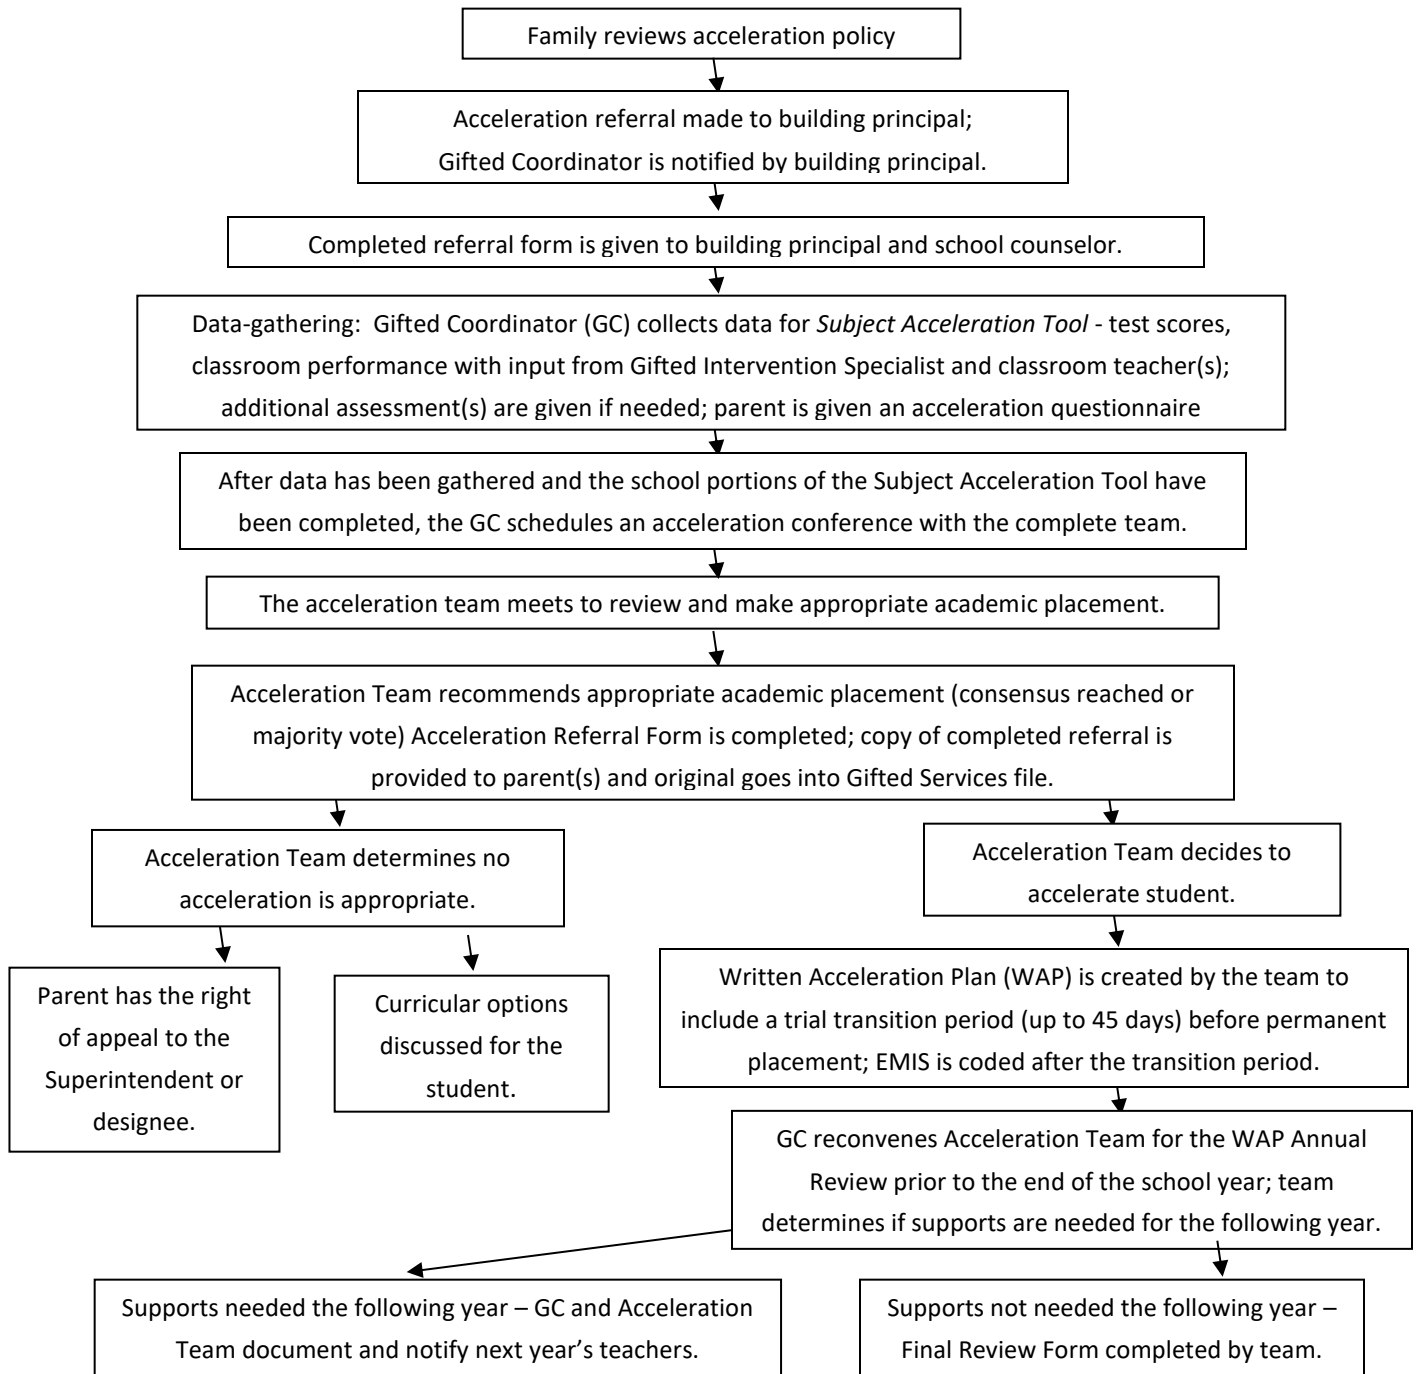 Family reviews acceleration policy
Acceleration referral made to building principal;
Gifted Coordinator is notified by building principal.
Completed referral form is given to building principal and school counselor.
Data-gathering:  Gifted Coordinator (GC) collects data for Subject Acceleration Tool - test scores,
classroom performance with input from Gifted Intervention Specialist and classroom teacher(s);
additional assessment(s) are given if needed; parent is given an acceleration questionnaire
After data has been gathered and the school portions of the Subject Acceleration Tool have
been completed, the GC schedules an acceleration conference with the complete team.
The acceleration team meets to review and make appropriate academic placement.
Acceleration Team recommends appropriate academic placement (consensus reached or
majority vote) Acceleration Referral Form is completed; copy of completed referral is
provided to parent(s) and original goes into Gifted Services file.
Acceleration Team determines no
acceleration is appropriate.
Acceleration Team decides to
accelerate student.
Parent has the right
of appeal to the
Superintendent or
designee.
Curricular options
discussed for the
student.
Written Acceleration Plan (WAP) is created by the team to
include a trial transition period (up to 45 days) before permanent
placement; EMIS is coded after the transition period.
GC reconvenes Acceleration Team for the WAP Annual
Review prior to the end of the school year; team
determines if supports are needed for the following year.
Supports needed the following year – GC and Acceleration
Team document and notify next year’s teachers.
Supports not needed the following year –
Final Review Form completed by team.